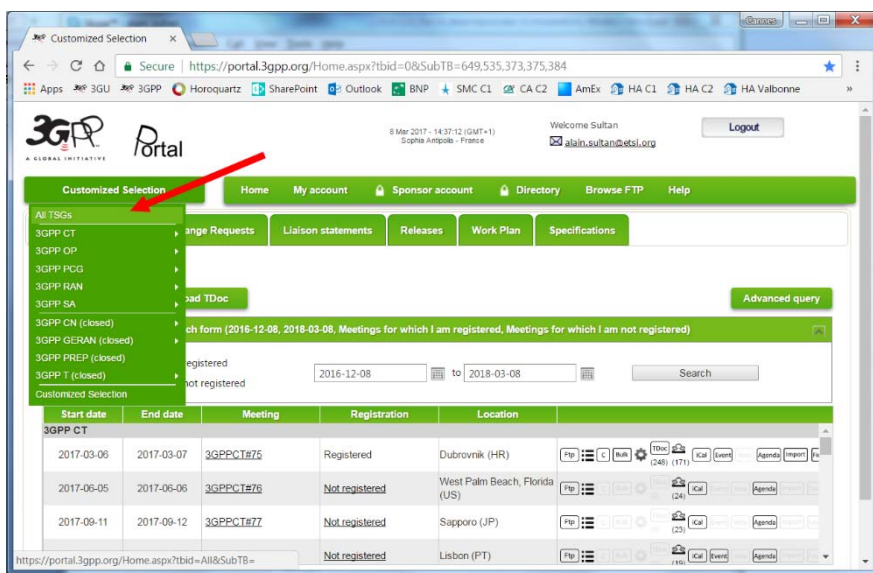 Cannes
Customized Selection
Secure | https://portal.3gpp.org/Home.aspx?tbid=0&SubTB=649,535,373,375,384
Apps 3GU 3GPP Horoquartz SharePoint Outlook BNP SMC C1 CA C2 AmEx HA C1 HA C2 HA Valbonne »
3GPP Portal
A GLOBAL INITIATIVE
8 Mar 2017 - 14:37:12 (GMT+1)
Sophia Antipolis - France
Welcome Sultan
alain.sultan@etsi.org
Logout
Customized Selection Home My account Sponsor account Directory Browse FTP Help
All TSGs
3GPP CT
3GPP OP
3GPP PCG
3GPP RAN
3GPP SA
3GPP CN (closed)
3GPP GERAN (closed)
3GPP PREP (closed)
3GPP T (closed)
Customized Selection
ange Requests Liaison statements Releases Work Plan Specifications
ad TDoc Advanced query
ch form (2016-12-08, 2018-03-08, Meetings for which I am registered, Meetings for which I am not registered)
egistered
not registered
2016-12-08 to 2018-03-08 Search
Start date End date Meeting Registration Location
3GPP CT
2017-03-06 2017-03-07 3GPPCT#75 Registered Dubrovnik (HR) Ftp C Bulk TDoc (248) (171) iCal Event Agenda Import
2017-06-05 2017-06-06 3GPPCT#76 Not registered West Palm Beach, Florida (US) Ftp (24) iCal Agenda
2017-09-11 2017-09-12 3GPPCT#77 Not registered Sapporo (JP) Ftp (23) iCal Agenda
Not registered Lisbon (PT) Ftp (19) iCal Event Agenda
https://portal.3gpp.org/Home.aspx?tbid=All&SubTB=